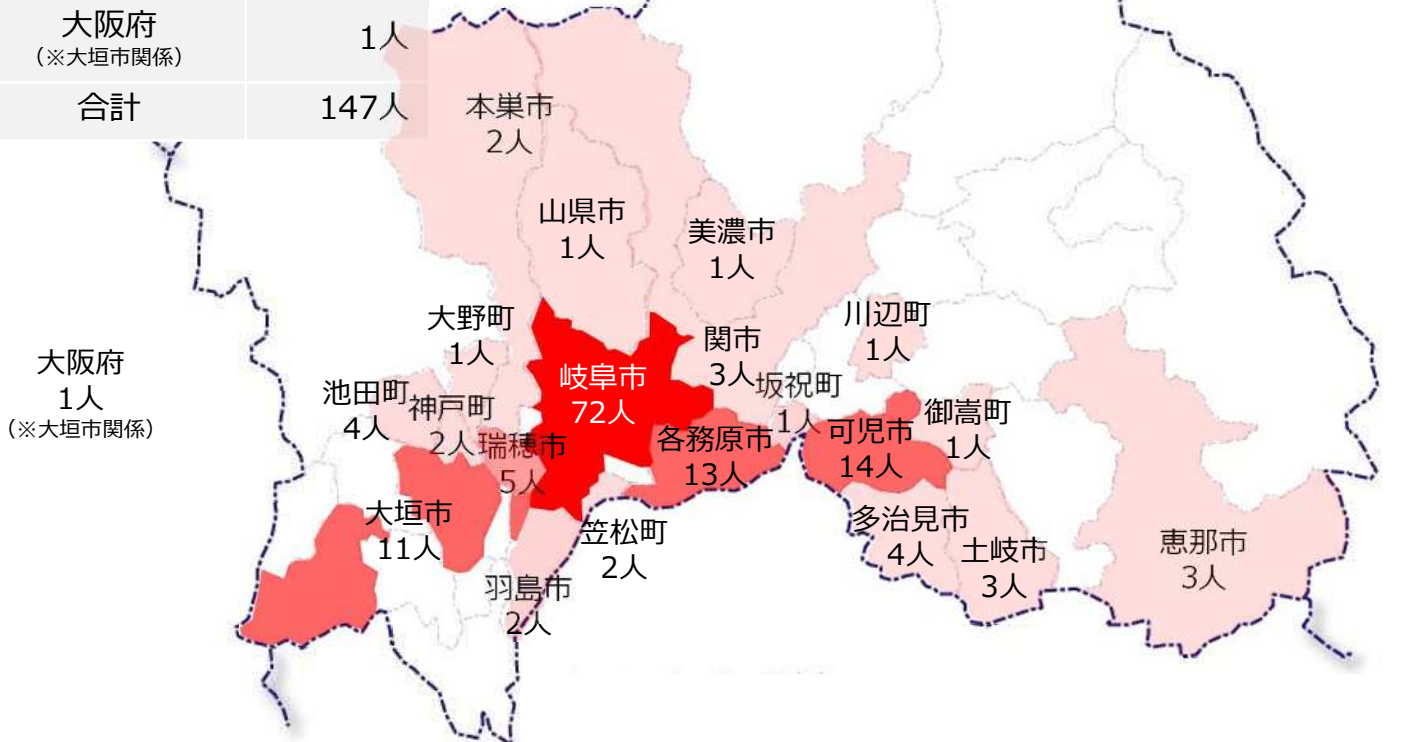 大阪府 1人
（※大垣市関係）
合計 147人
本巣市
2人
山県市
1人
美濃市
1人
大野町
1人
川辺町
1人
関市
3人
大阪府
1人
（※大垣市関係）
池田町
4人
神戸町
2人
岐阜市
72人
坂祝町
1人
瑞穂市
5人
各務原市
13人
可児市
14人
御嵩町
1人
大垣市
11人
笠松町
2人
多治見市
4人
土岐市
3人
恵那市
3人
羽島市
2人